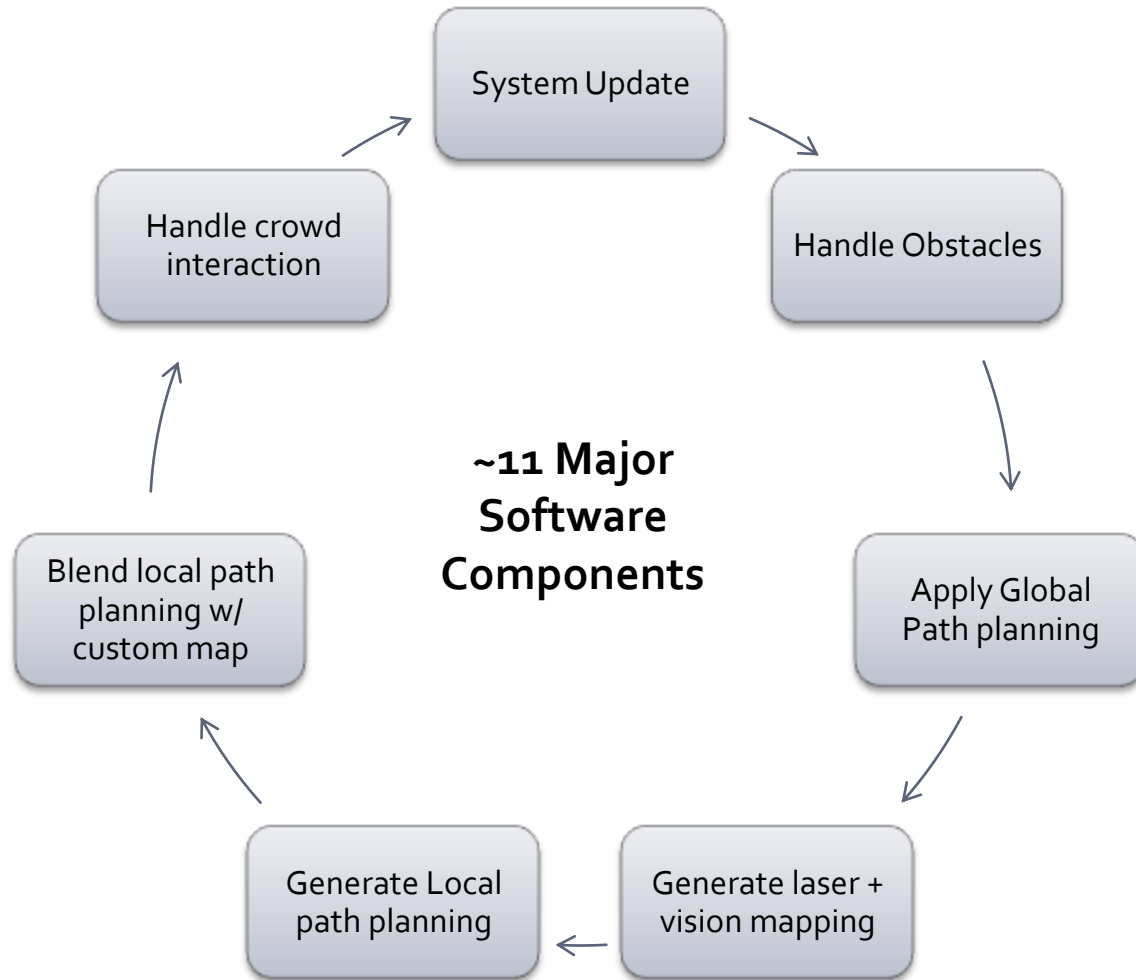 System Update
Handle Obstacles
Apply Global
Path planning
Generate laser +
vision mapping
Generate Local
path planning
Blend local path
planning w/
custom map
Handle crowd
interaction
~11 Major
Software
Components